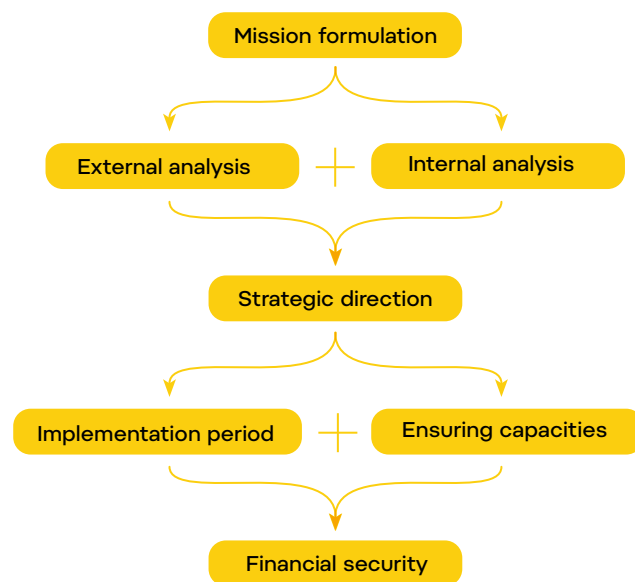 Mission formulation
External analysis
Internal analysis
Strategic direction
Implementation period
Ensuring capacities
Financial security